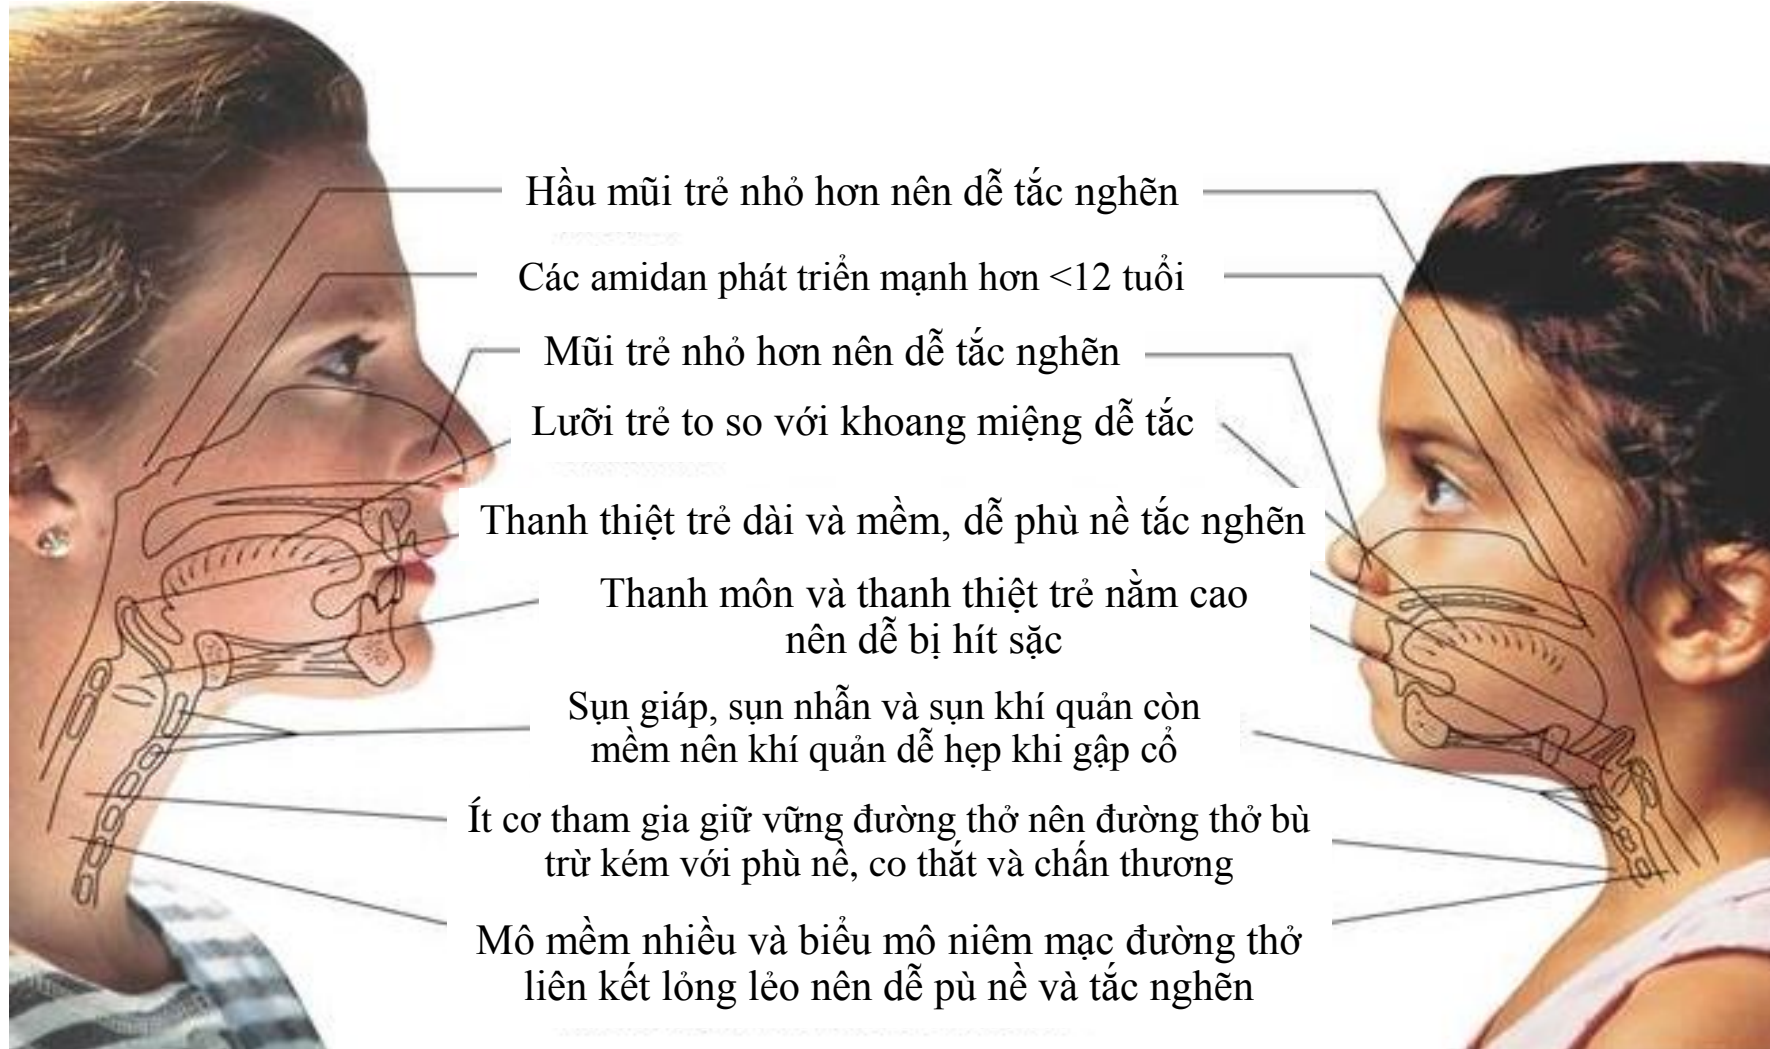 Hầu mũi trẻ nhỏ hơn nên dễ tắc nghẽn
Các amidan phát triển mạnh hơn <12 tuổi
Mũi trẻ nhỏ hơn nên dễ tắc nghẽn
Lưỡi trẻ to so với khoang miệng dễ tắc
Thanh thiệt trẻ dài và mềm, dễ phù nề tắc nghẽn
Thanh môn và thanh thiệt trẻ nằm cao
nên dễ bị hít sặc
Sụn giáp, sụn nhẫn và sụn khí quản còn
mềm nên khí quản dễ hẹp khi gập cổ
Ít cơ tham gia giữ vững đường thở nên đường thở bù
trừ kém với phù nề, co thắt và chấn thương
Mô mềm nhiều và biểu mô niêm mạc đường thở
liên kết lỏng lẻo nên dễ pù nề và tắc nghẽn